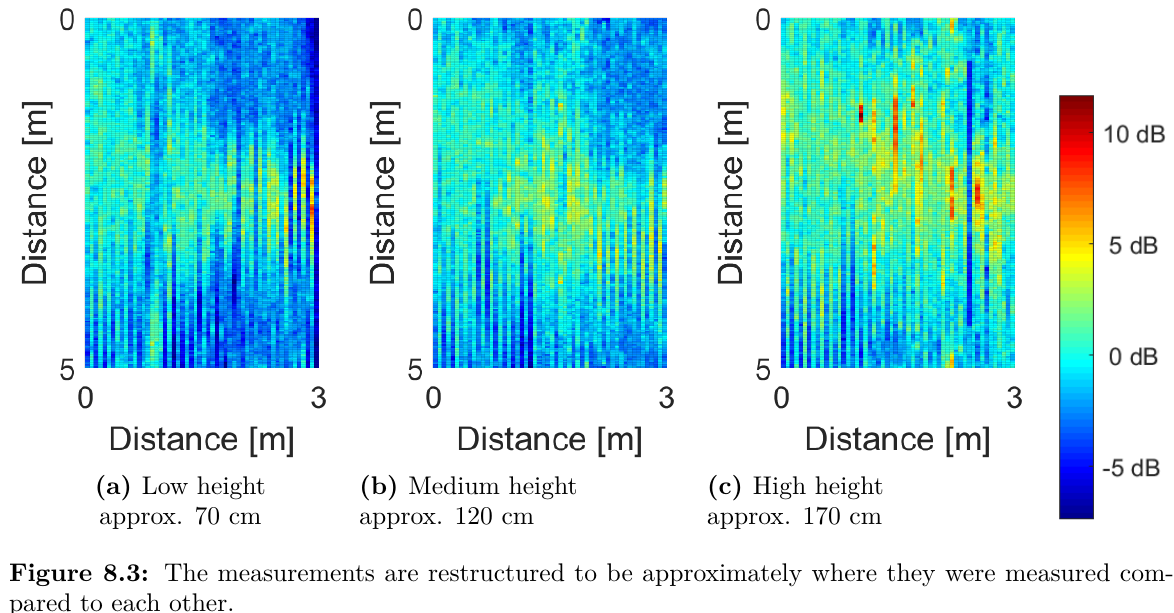 0
0
0
Distance [m]
Distance [m]
Distance [m]
5
5
5
0 3
0 3
0 3
Distance [m]
Distance [m]
Distance [m]
10 dB
5 dB
0 dB
-5 dB
(a) Low height
approx. 70 cm
(b) Medium height
approx. 120 cm
(c) High height
approx. 170 cm
Figure 8.3: The measurements are restructured to be approximately where they were measured com-
pared to each other.